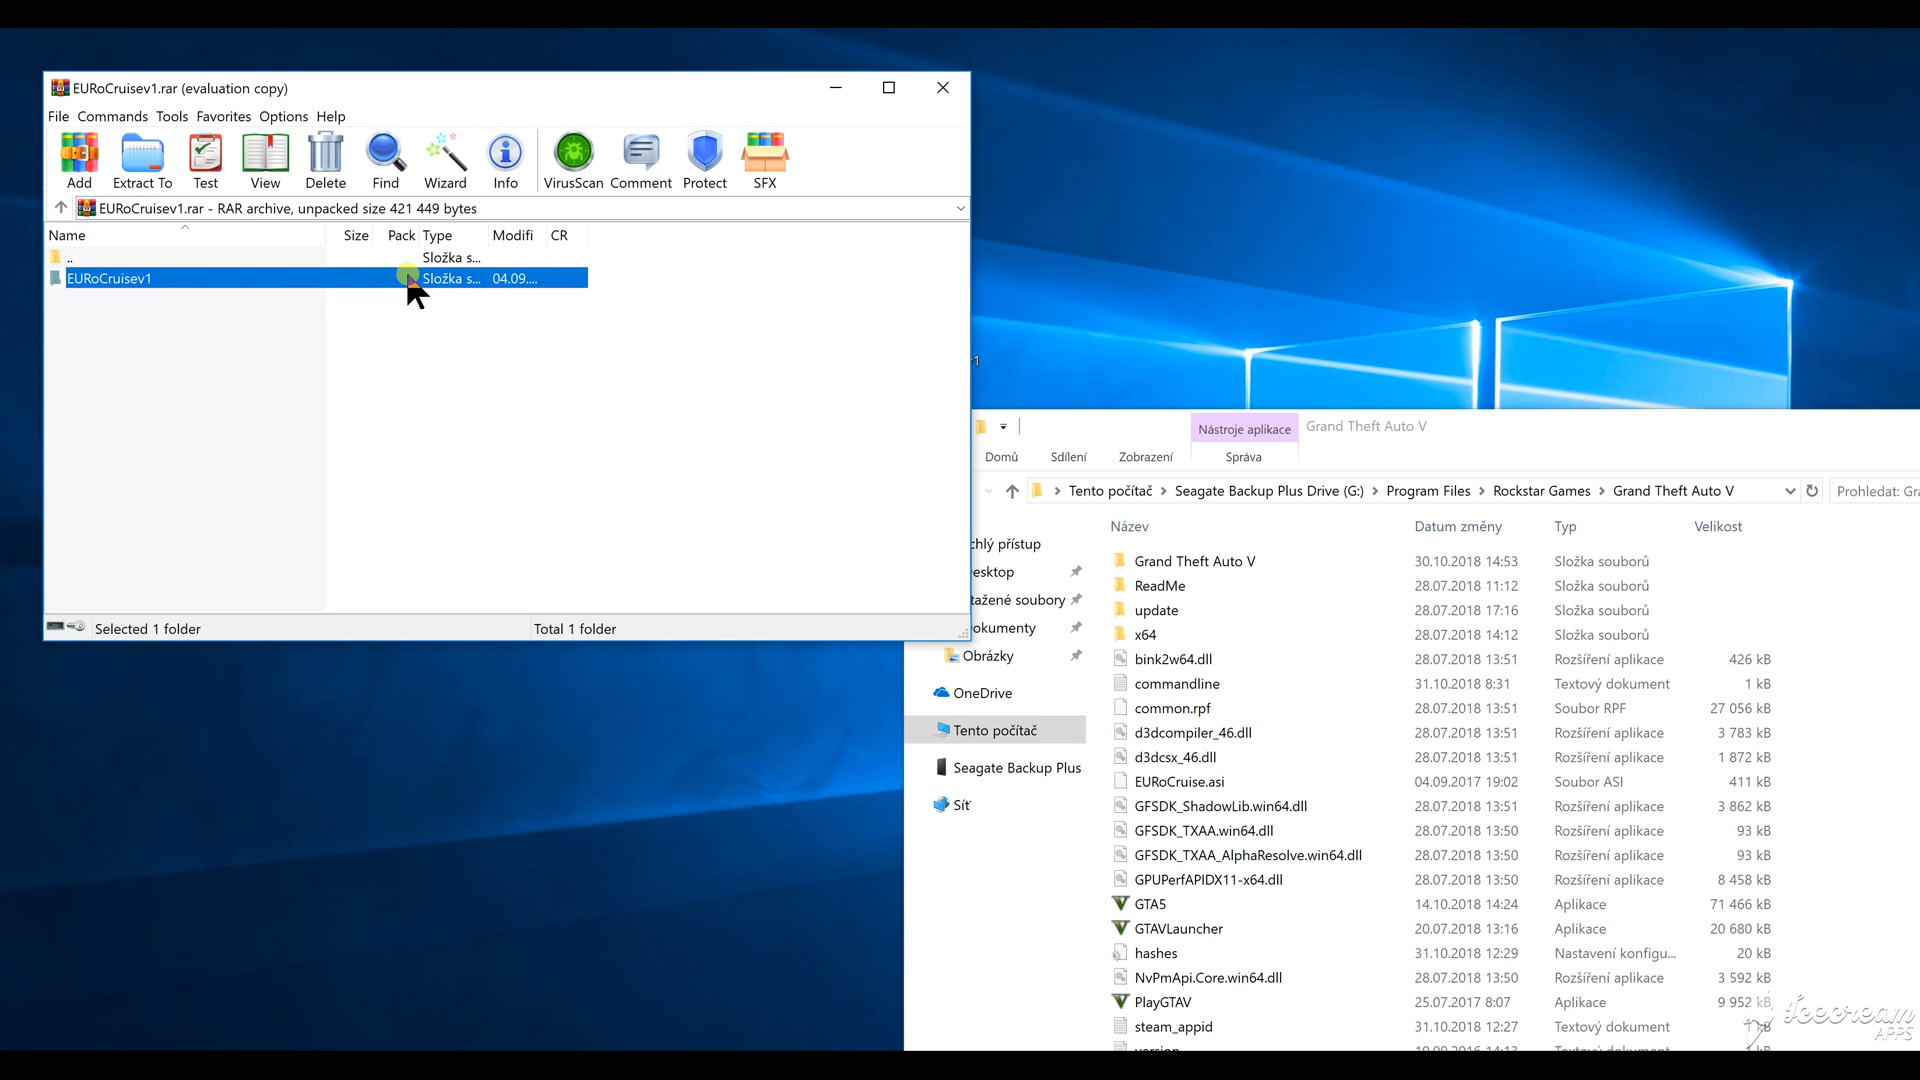 EURoCruisev1.rar (evaluation copy)
File Commands Tools Favorites Options Help
Add Extract To Test View Delete Find Wizard Info VirusScan Comment Protect SFX
EURoCruisev1.rar - RAR archive, unpacked size 421 449 bytes
Name Size Pack Type Modifi CR
.. Složka s...
EURoCruisev1 Složka s... 04.09....
Selected 1 folder Total 1 folder
Nástroje aplikace Grand Theft Auto V
Domů Sdílení Zobrazení Správa
Tento počítač Seagate Backup Plus Drive (G:) Program Files Rockstar Games Grand Theft Auto V Prohledat: Gra
Název Datum změny Typ Velikost
chlý přístup
esktop
tažené soubory
okumenty
Obrázky
OneDrive
Tento počítač
Seagate Backup Plus
Síť
Grand Theft Auto V 30.10.2018 14:53 Složka souborů
ReadMe 28.07.2018 11:12 Složka souborů
update 28.07.2018 17:16 Složka souborů
x64 28.07.2018 14:12 Složka souborů
bink2w64.dll 28.07.2018 13:51 Rozšíření aplikace 426 kB
commandline 31.10.2018 8:31 Textový dokument 1 kB
common.rpf 28.07.2018 13:51 Soubor RPF 27 056 kB
d3dcompiler_46.dll 28.07.2018 13:51 Rozšíření aplikace 3 783 kB
d3dcsx_46.dll 28.07.2018 13:51 Rozšíření aplikace 1 872 kB
EURoCruise.asi 04.09.2017 19:02 Soubor ASI 411 kB
GFSDK_ShadowLib.win64.dll 28.07.2018 13:51 Rozšíření aplikace 3 862 kB
GFSDK_TXAA.win64.dll 28.07.2018 13:50 Rozšíření aplikace 93 kB
GFSDK_TXAA_AlphaResolve.win64.dll 28.07.2018 13:50 Rozšíření aplikace 93 kB
GPUPerfAPIDX11-x64.dll 28.07.2018 13:50 Rozšíření aplikace 8 458 kB
GTA5 14.10.2018 14:24 Aplikace 71 466 kB
GTAVLauncher 20.07.2018 13:16 Aplikace 20 680 kB
hashes 31.10.2018 12:29 Nastavení konfigu... 20 kB
NvPmApi.Core.win64.dll 28.07.2018 13:50 Rozšíření aplikace 3 592 kB
PlayGTAV 25.07.2017 8:07 Aplikace 9 952 kB
steam_appid 31.10.2018 12:27 Textový dokument 1 kB
Icecream
APPS